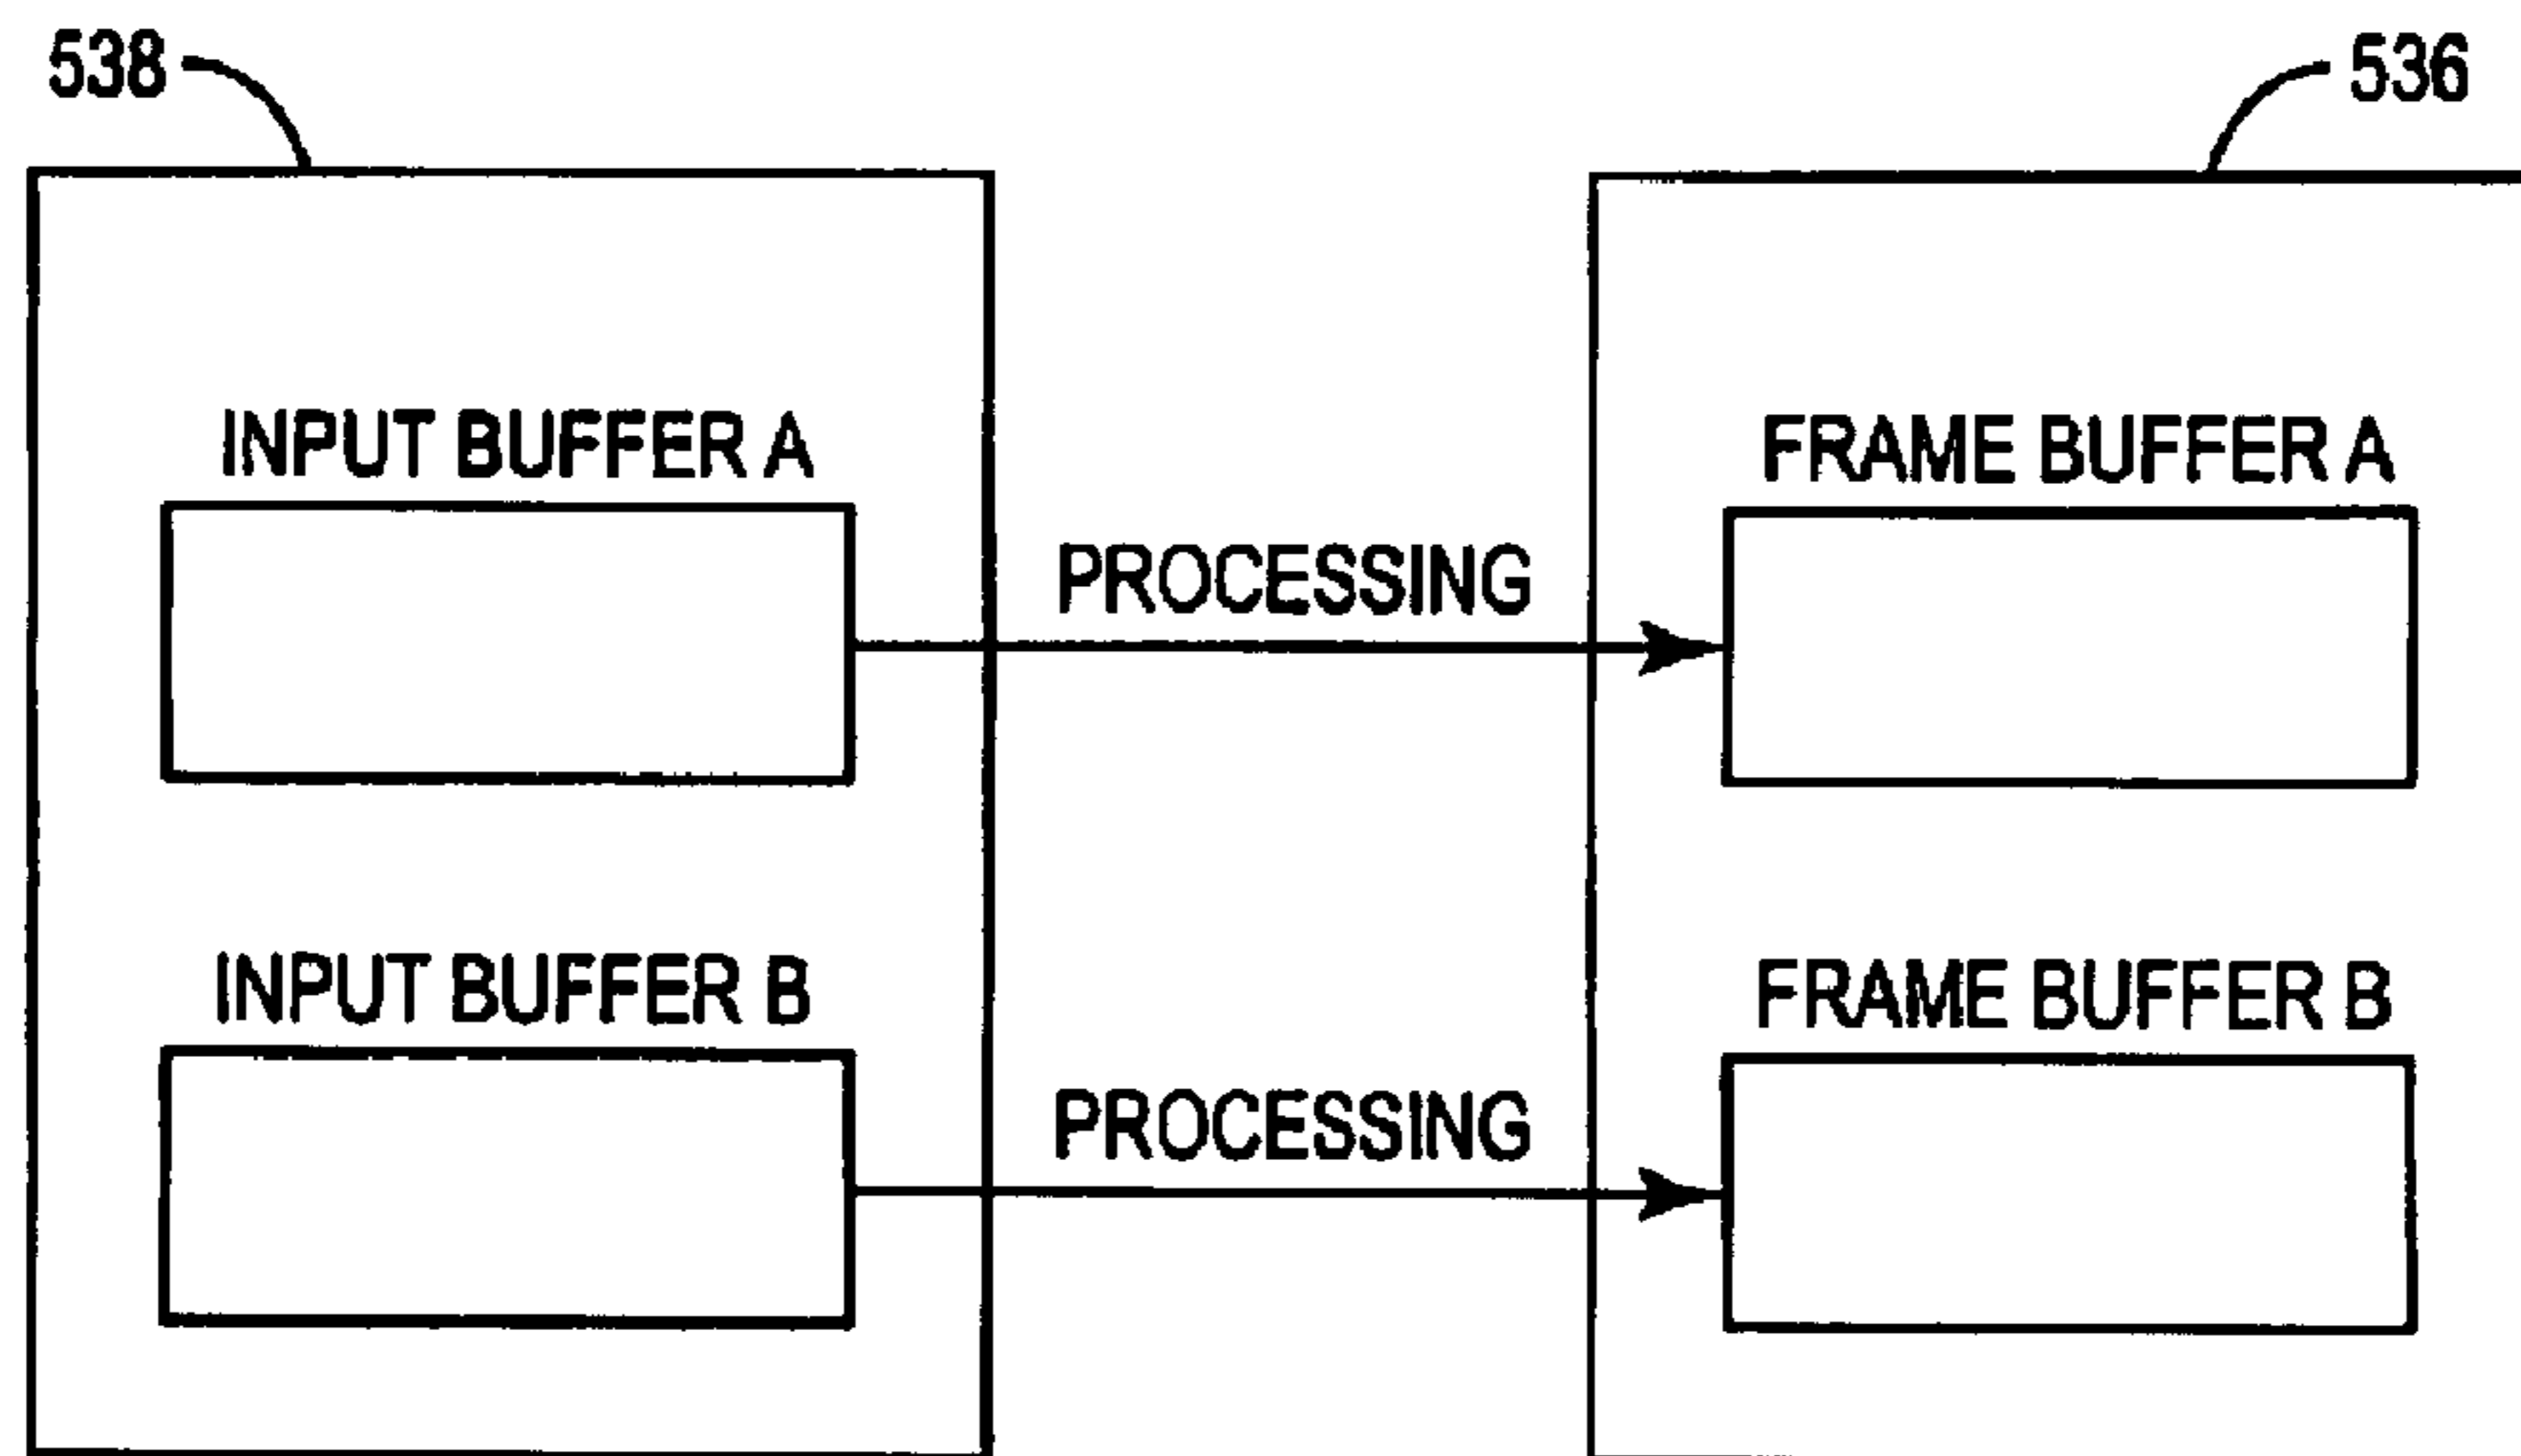 538
536
INPUT BUFFER A
FRAME BUFFER A
PROCESSING
INPUT BUFFER B
FRAME BUFFER B
PROCESSING